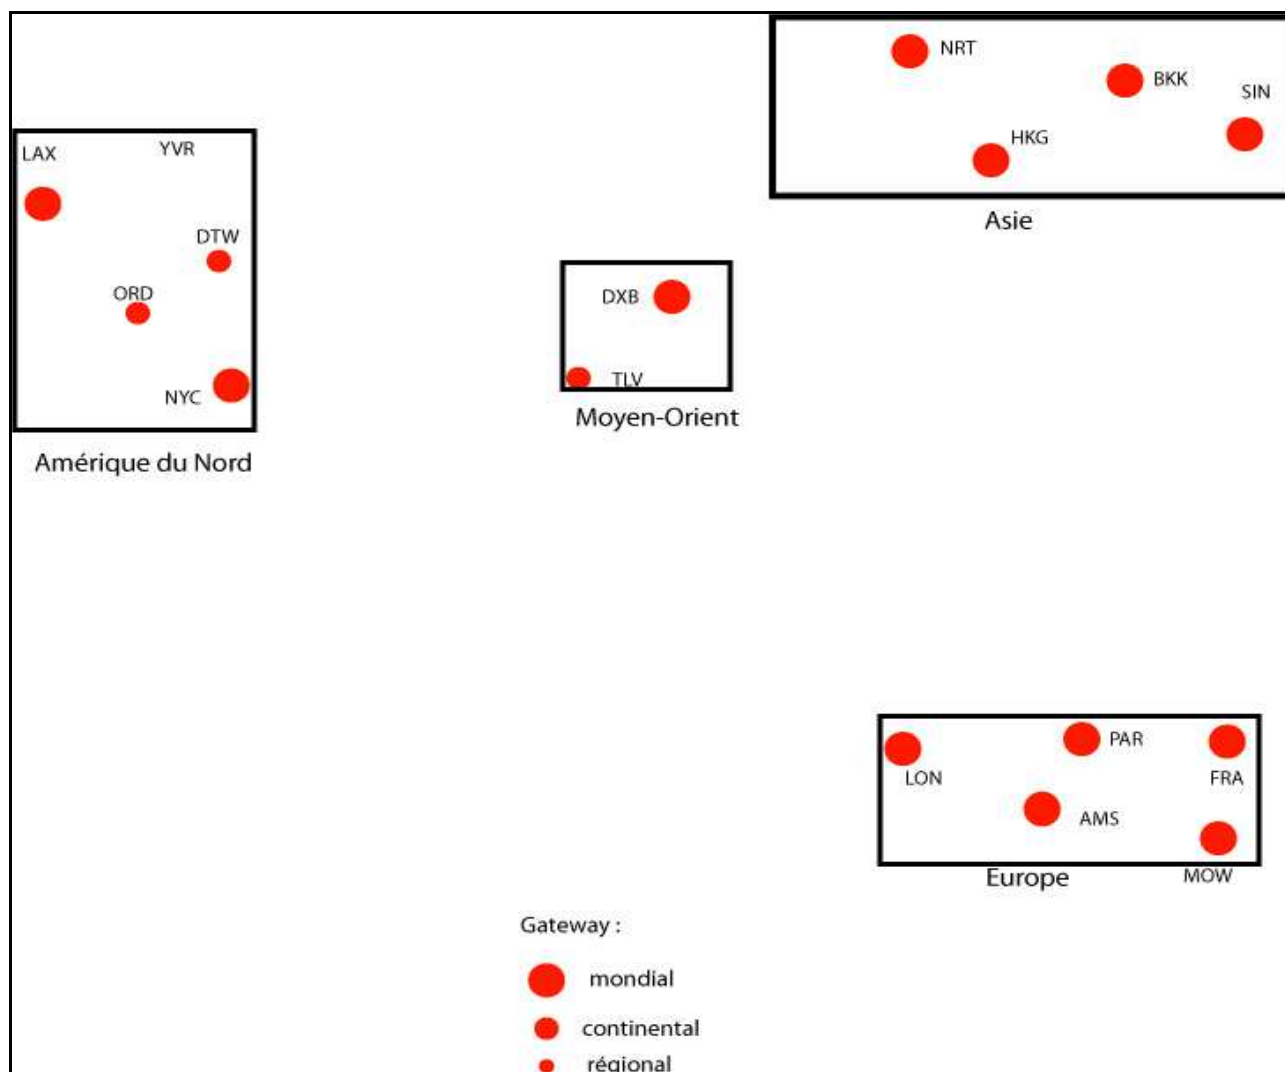 NRT
BKK
SIN
HKG
Asie
LAX
YVR
DTW
ORD
NYC
Amérique du Nord
DXB
TLV
Moyen-Orient
PAR
LON
FRA
AMS
MOW
Europe
Gateway :
mondial
continental
régional